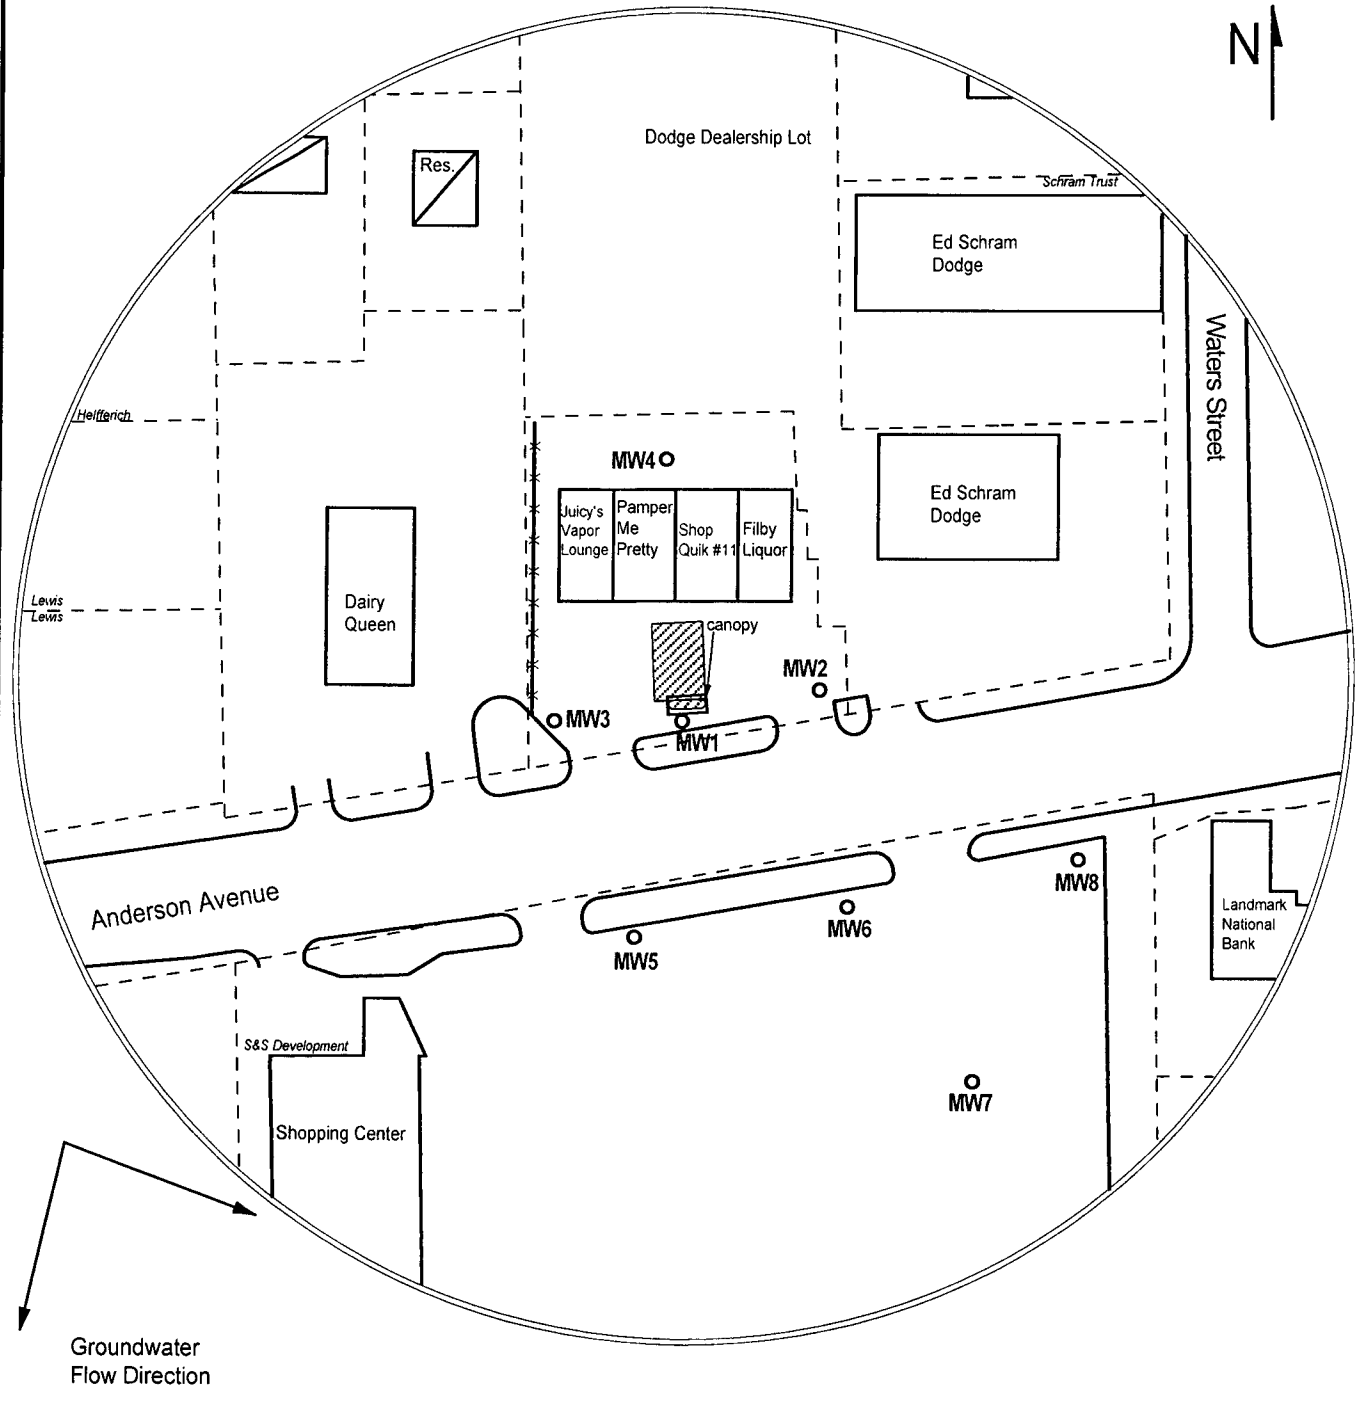 N
Dodge Dealership Lot
Res.
Schram Trust
Ed Schram
Dodge
Waters Street
Helfferich
MW4
Juicy's
Vapor
Lounge
Pamper
Me
Pretty
Shop
Quik #11
Filby
Liquor
Ed Schram
Dodge
Lewis
Lewis
Dairy
Queen
canopy
MW2
MW3
MW1
Anderson Avenue
MW8
MW6
MW5
Landmark
National
Bank
S&S Development
MW7
Shopping Center
Groundwater
Flow Direction